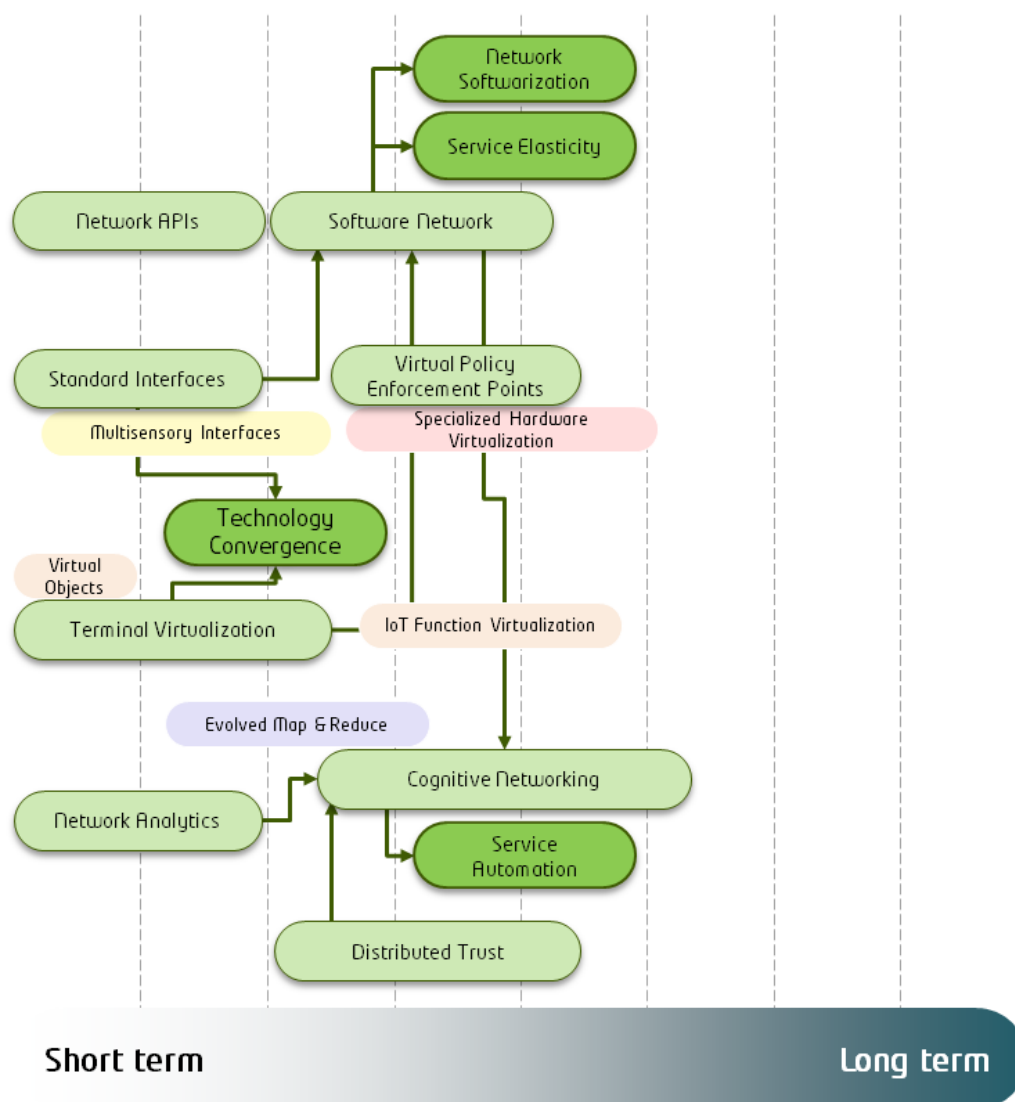 Network
Softwarization
Service Elasticity
Network APIs
Software Network
Standard Interfaces
Virtual Policy
Enforcement Points
Multisensory Interfaces
Specialized Hardware
Virtualization
Technology
Convergence
Virtual
Objects
Terminal Virtualization
IoT Function Virtualization
Evolved Map & Reduce
Cognitive Networking
Network Analytics
Service
Automation
Distributed Trust
Short term
Long term